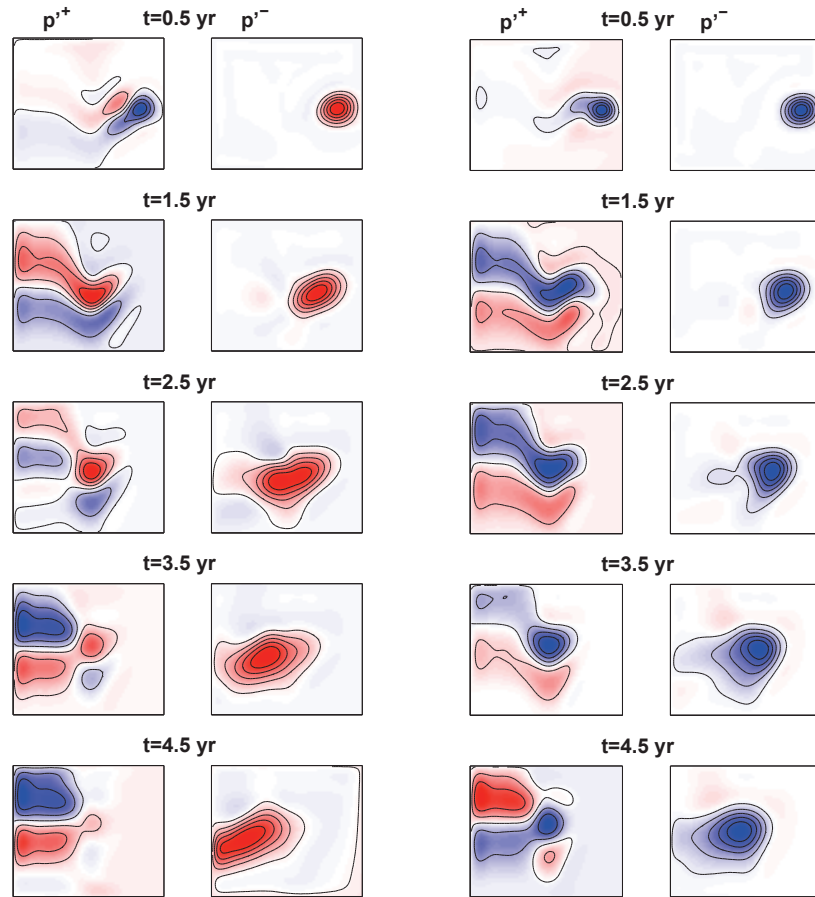 p'+ t=0.5 yr p'− p'+ t=0.5 yr p'−
t=1.5 yr t=1.5 yr
t=2.5 yr t=2.5 yr
t=3.5 yr t=3.5 yr
t=4.5 yr t=4.5 yr